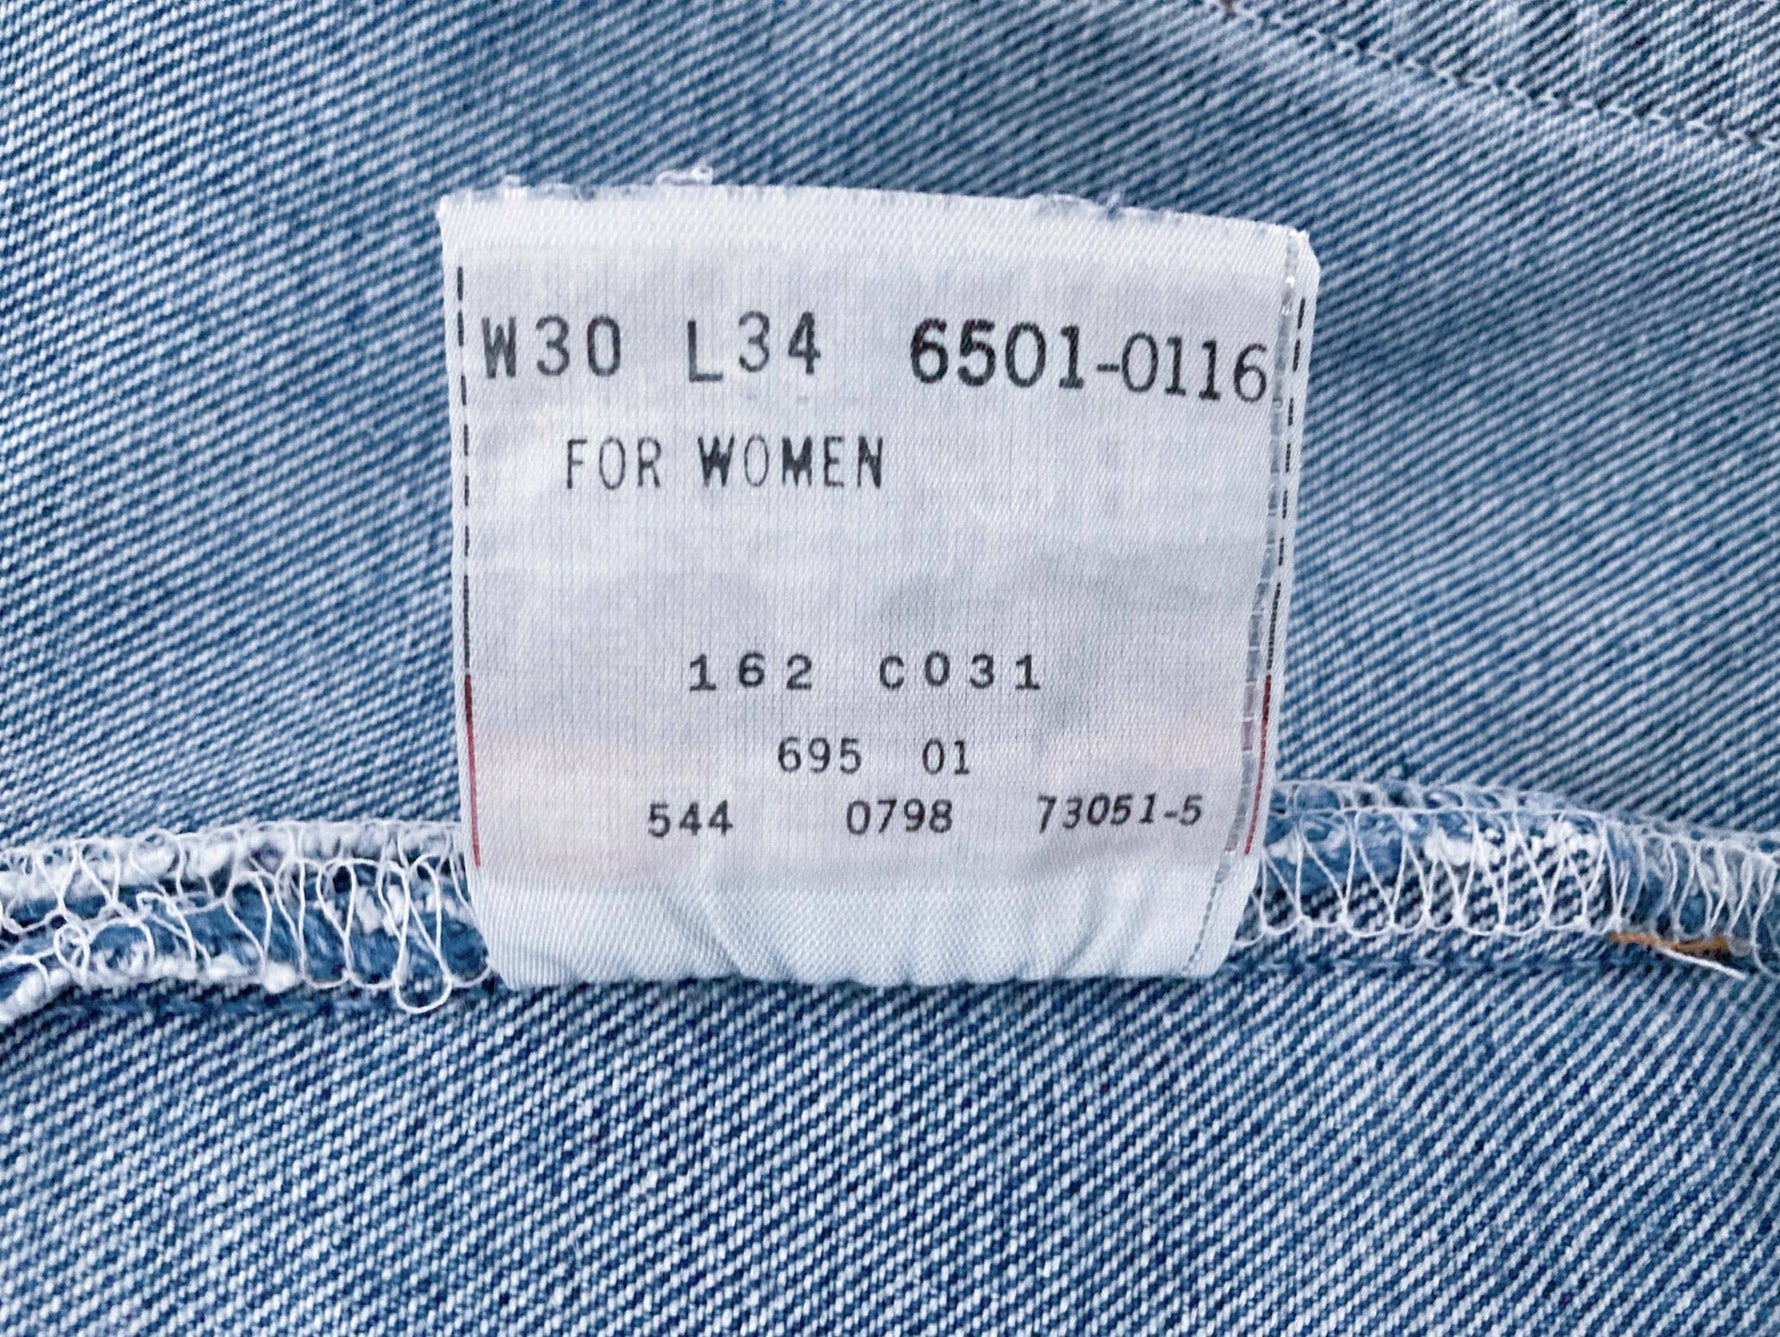 W30 L34 6501-0116
FOR WOMEN
162 C031
695 01
544 0798 73051-5